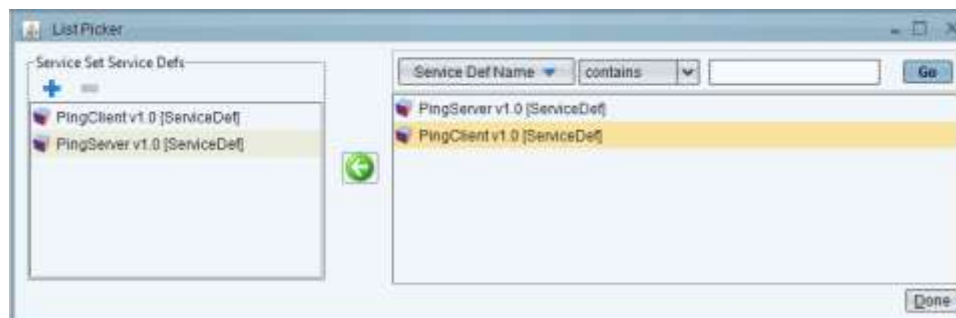 List Picker
Service Set Service Defs
PingClient v1.0 [ServiceDef]
PingServer v1.0 [ServiceDef]
Service Def Name contains Go
PingServer v1.0 [ServiceDef]
PingClient v1.0 [ServiceDef]
Done